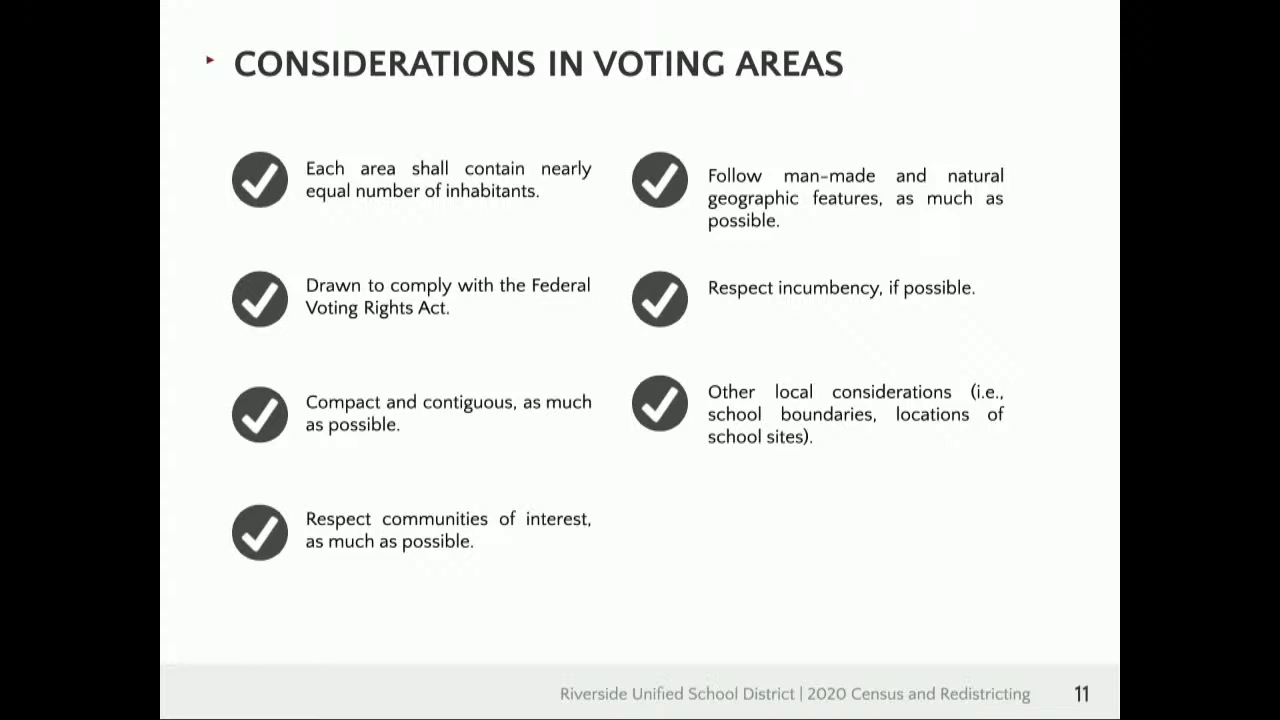 CONSIDERATIONS IN VOTING AREAS
Each area shall contain nearly
equal number of inhabitants.
Drawn to comply with the Federal
Voting Rights Act.
Compact and contiguous, as much
as possible.
Respect communities of interest,
as much as possible.
Follow man-made and natural
geographic features, as much as
possible.
Respect incumbency, if possible.
Other local considerations (i.e.,
school boundaries, locations of
school sites).
Riverside Unified School District | 2020 Census and Redistricting
11